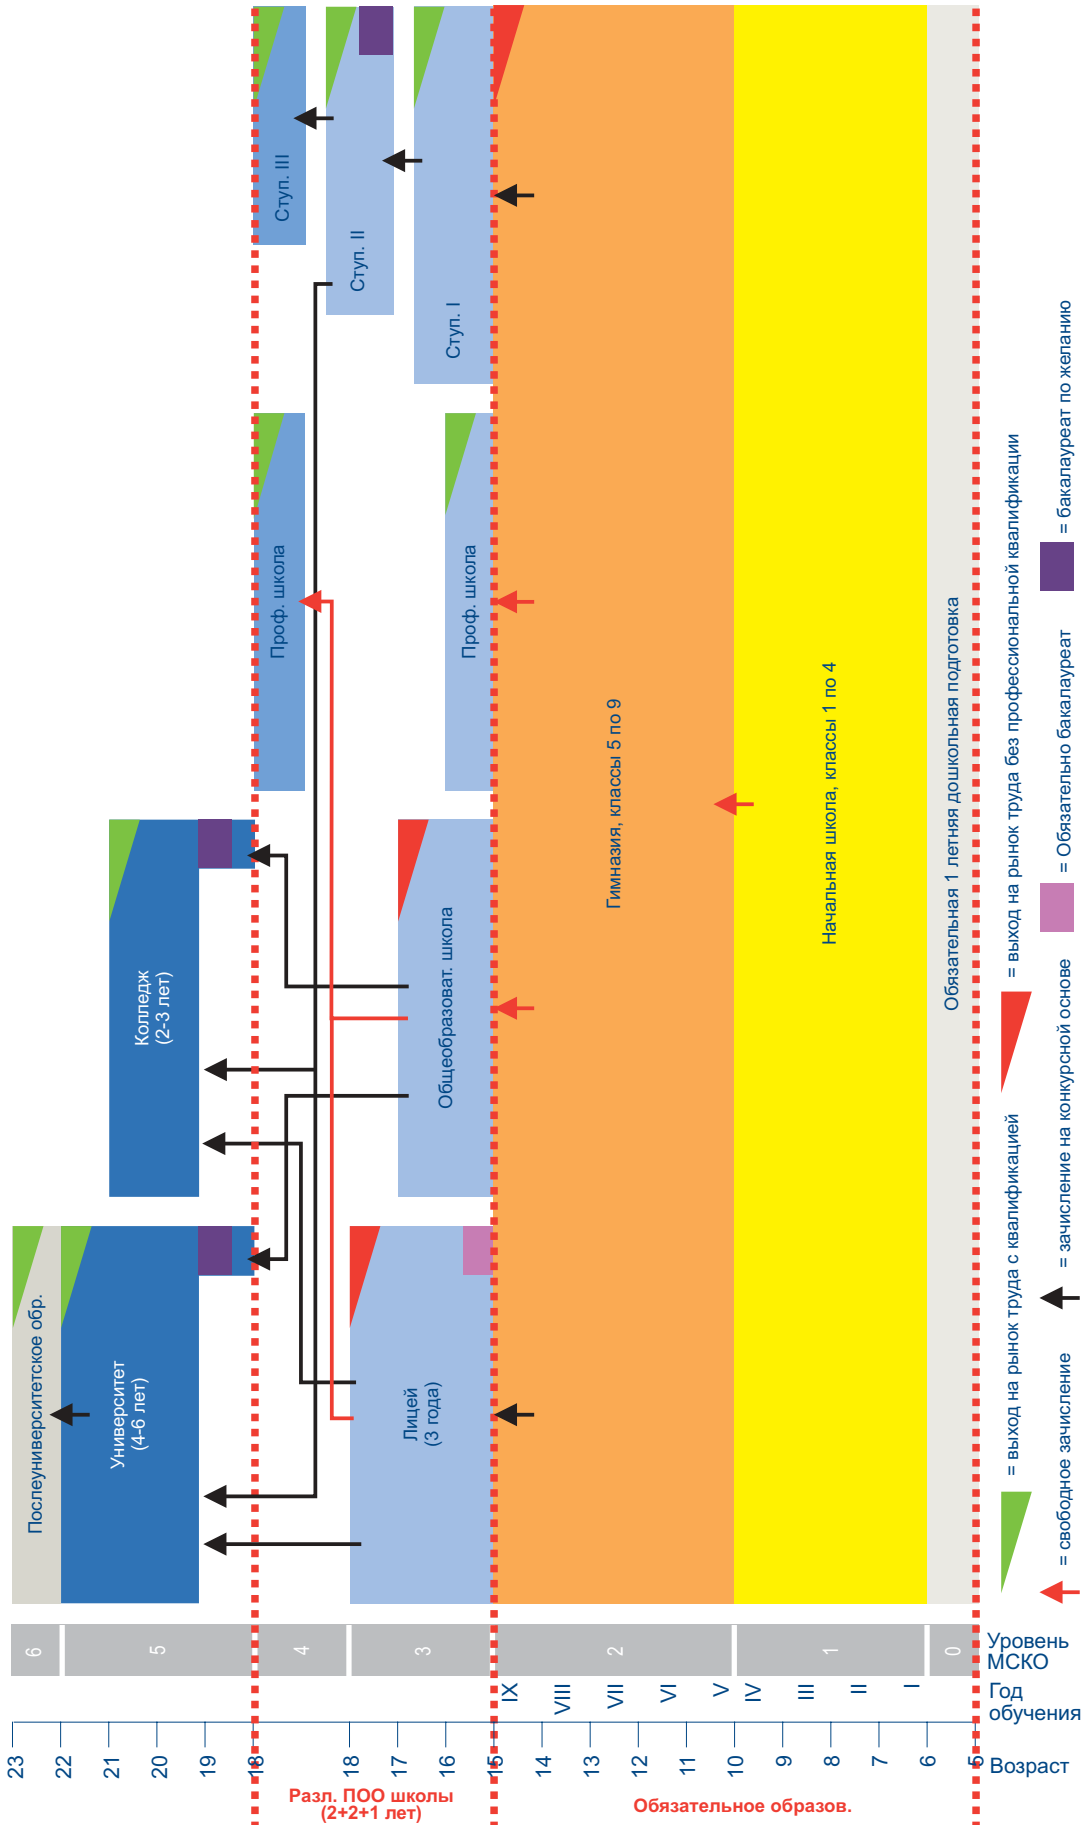 Послеуниверситетское обр.
Университет
(4-6 лет)
Колледж
(2-3 лет)
Проф. школа
Ступ. III
Ступ. II
Ступ. I
Лицей
(3 года)
Общеобразоват. школа
Проф. школа
Гимназия, классы 5 по 9
Начальная школа, классы 1 по 4
Обязательная 1 летняя дошкольная подготовка
6
5
4
3
2
1
0
Уровень
МСКО
IX
VIII
VII
VI
V
IV
III
II
I
Год
обучения
23
22
21
20
19
18
18
17
16
15
14
13
12
11
10
9
8
7
6
5
Возраст
Разл. ПОО школы
(2+2+1 лет)
Обязательное образов.
= выход на рынок труда с квалификацией
= выход на рынок труда без профессиональной квалификации
= свободное зачисление
= зачисление на конкурсной основе
= Обязательно бакалауреат
= бакалауреат по желанию